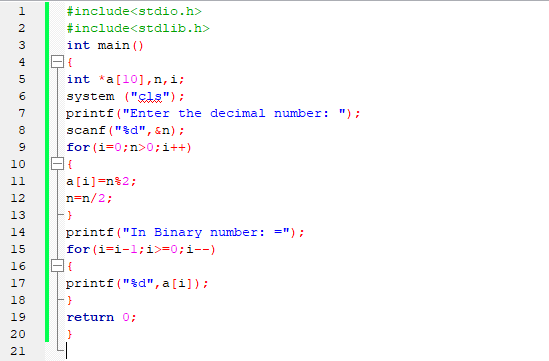 1 #include<stdio.h>
2 #include<stdlib.h>
3 int main()
4 {
5 int *a[10],n,i;
6 system ("cls");
7 printf("Enter the decimal number: ");
8 scanf("%d",&n);
9 for(i=0;n>0;i++)
10 {
11 a[i]=n%2;
12 n=n/2;
13 }
14 printf("In Binary number: =");
15 for(i=i-1;i>=0;i--)
16 {
17 printf("%d",a[i]);
18 }
19 return 0;
20 }
21